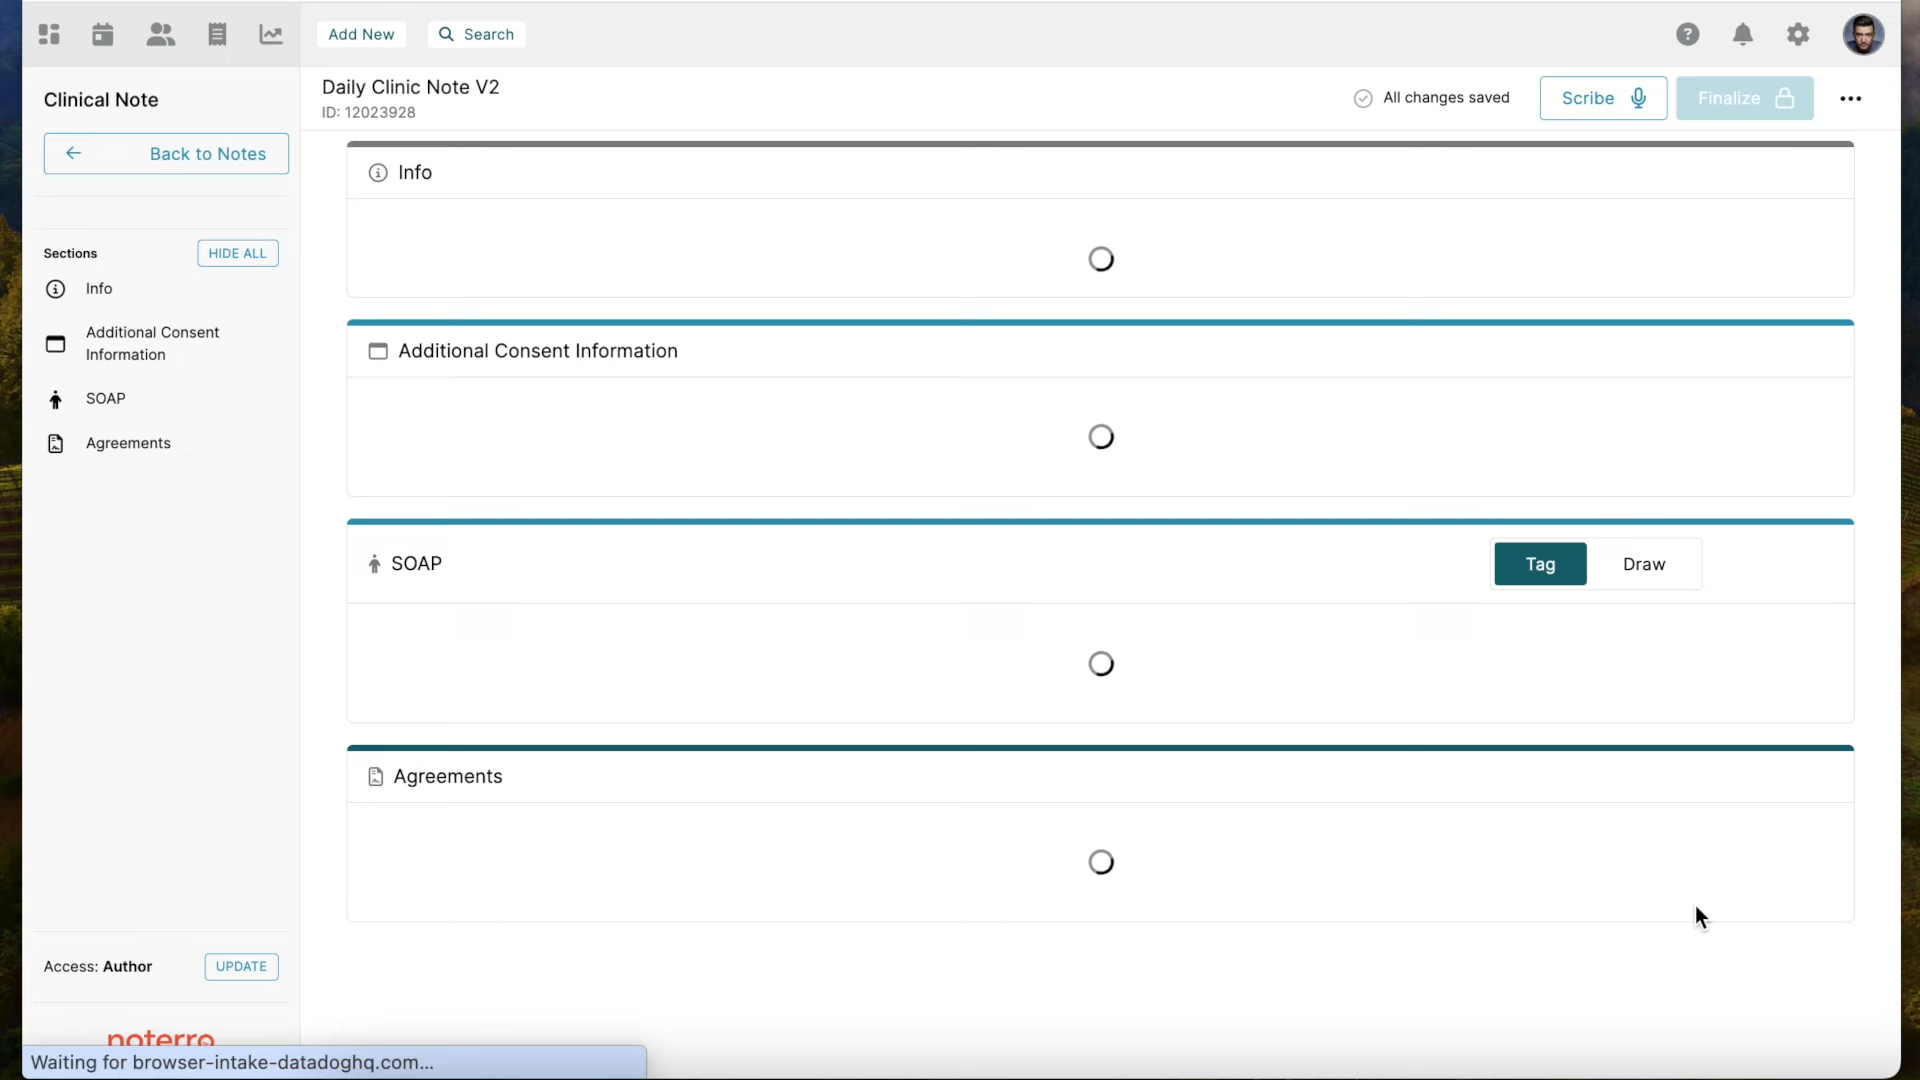 Add New
Search
Clinical Note
Daily Clinic Note V2
ID: 12023928
All changes saved
Scribe
Finalize
Back to Notes
Info
Sections
HIDE ALL
Info
Additional Consent
Information
SOAP
Agreements
Additional Consent Information
SOAP
Tag
Draw
Agreements
Access: Author
UPDATE
noterro
Waiting for browser-intake-datadoghq.com...